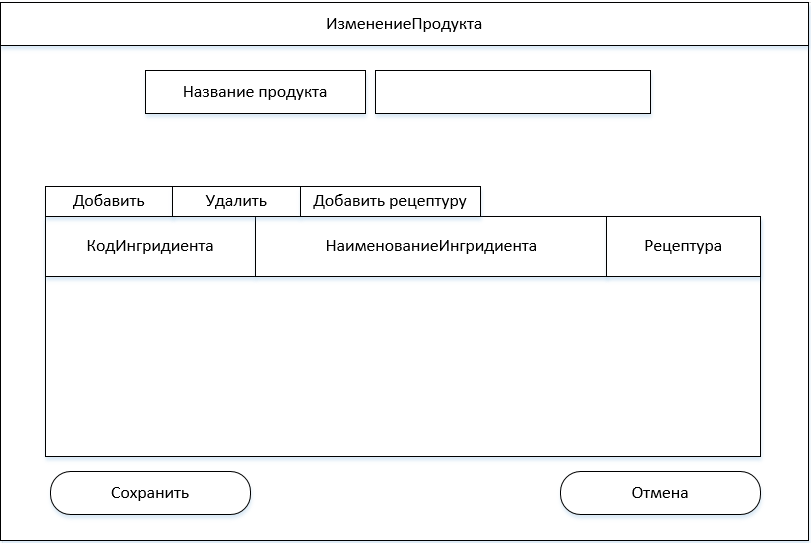 ИзменениеПродукта
Название продукта
Добавить Удалить Добавить рецептуру
КодИнгридиента НаименованиеИнгридиента Рецептура
Сохранить Отмена